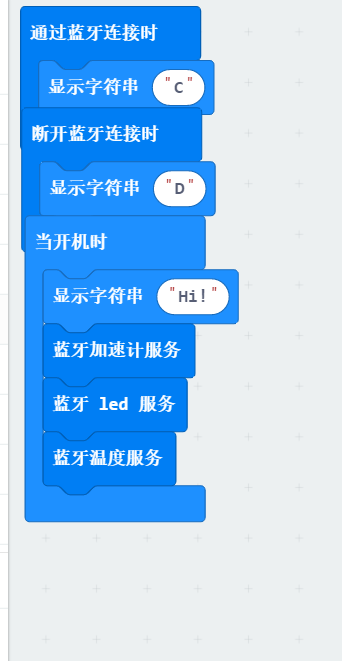 通过蓝牙连接时
显示字符串 "C"
断开蓝牙连接时
显示字符串 "D"
当开机时
显示字符串 "Hi!"
蓝牙加速计服务
蓝牙 led 服务
蓝牙温度服务